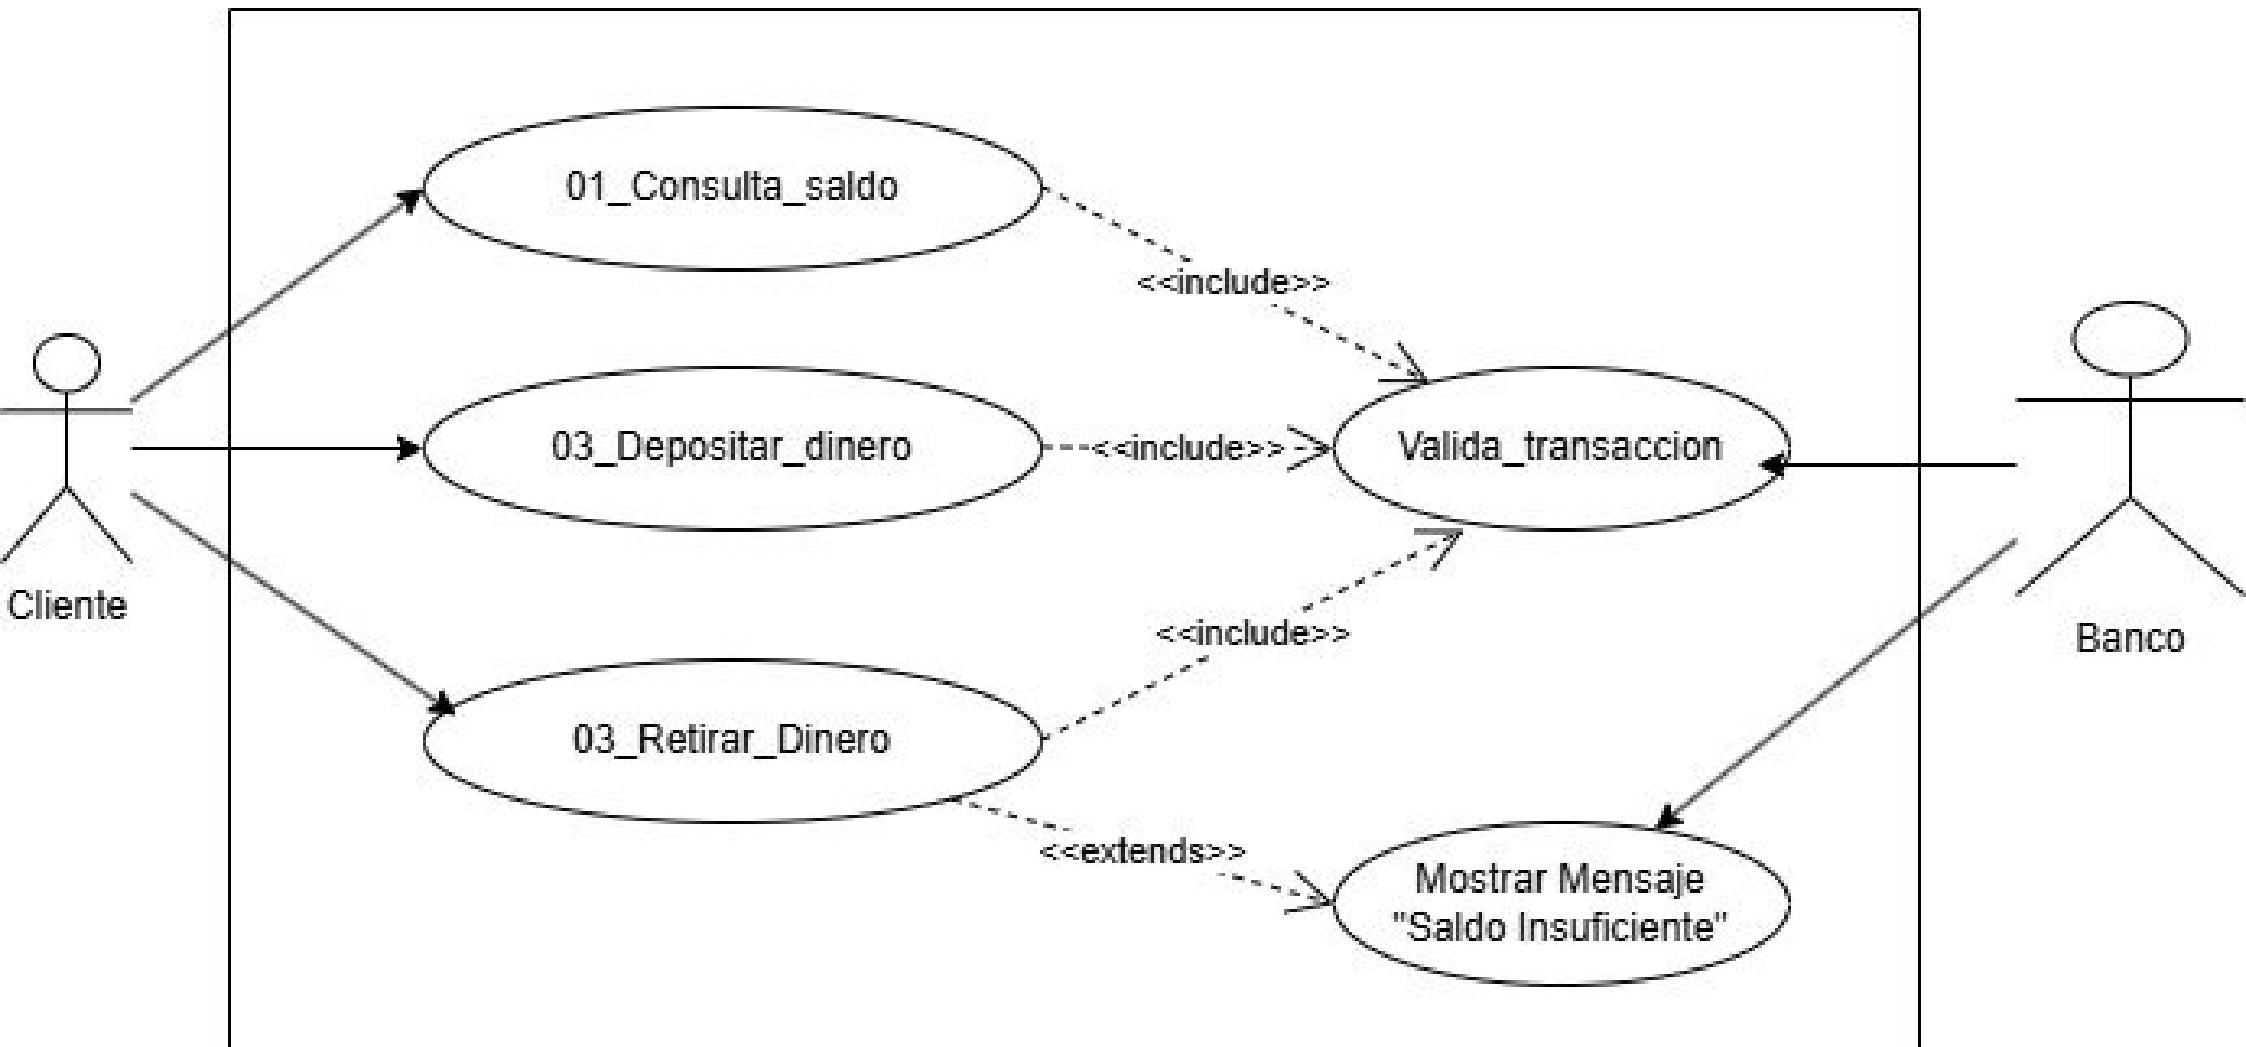 01_Consulta_saldo
<<include>>
03_Depositar_dinero
<<include>>
Valida_transaccion
Cliente
<<include>>
Banco
03_Retirar_Dinero
<<extends>>
Mostrar Mensaje
"Saldo Insuficiente"